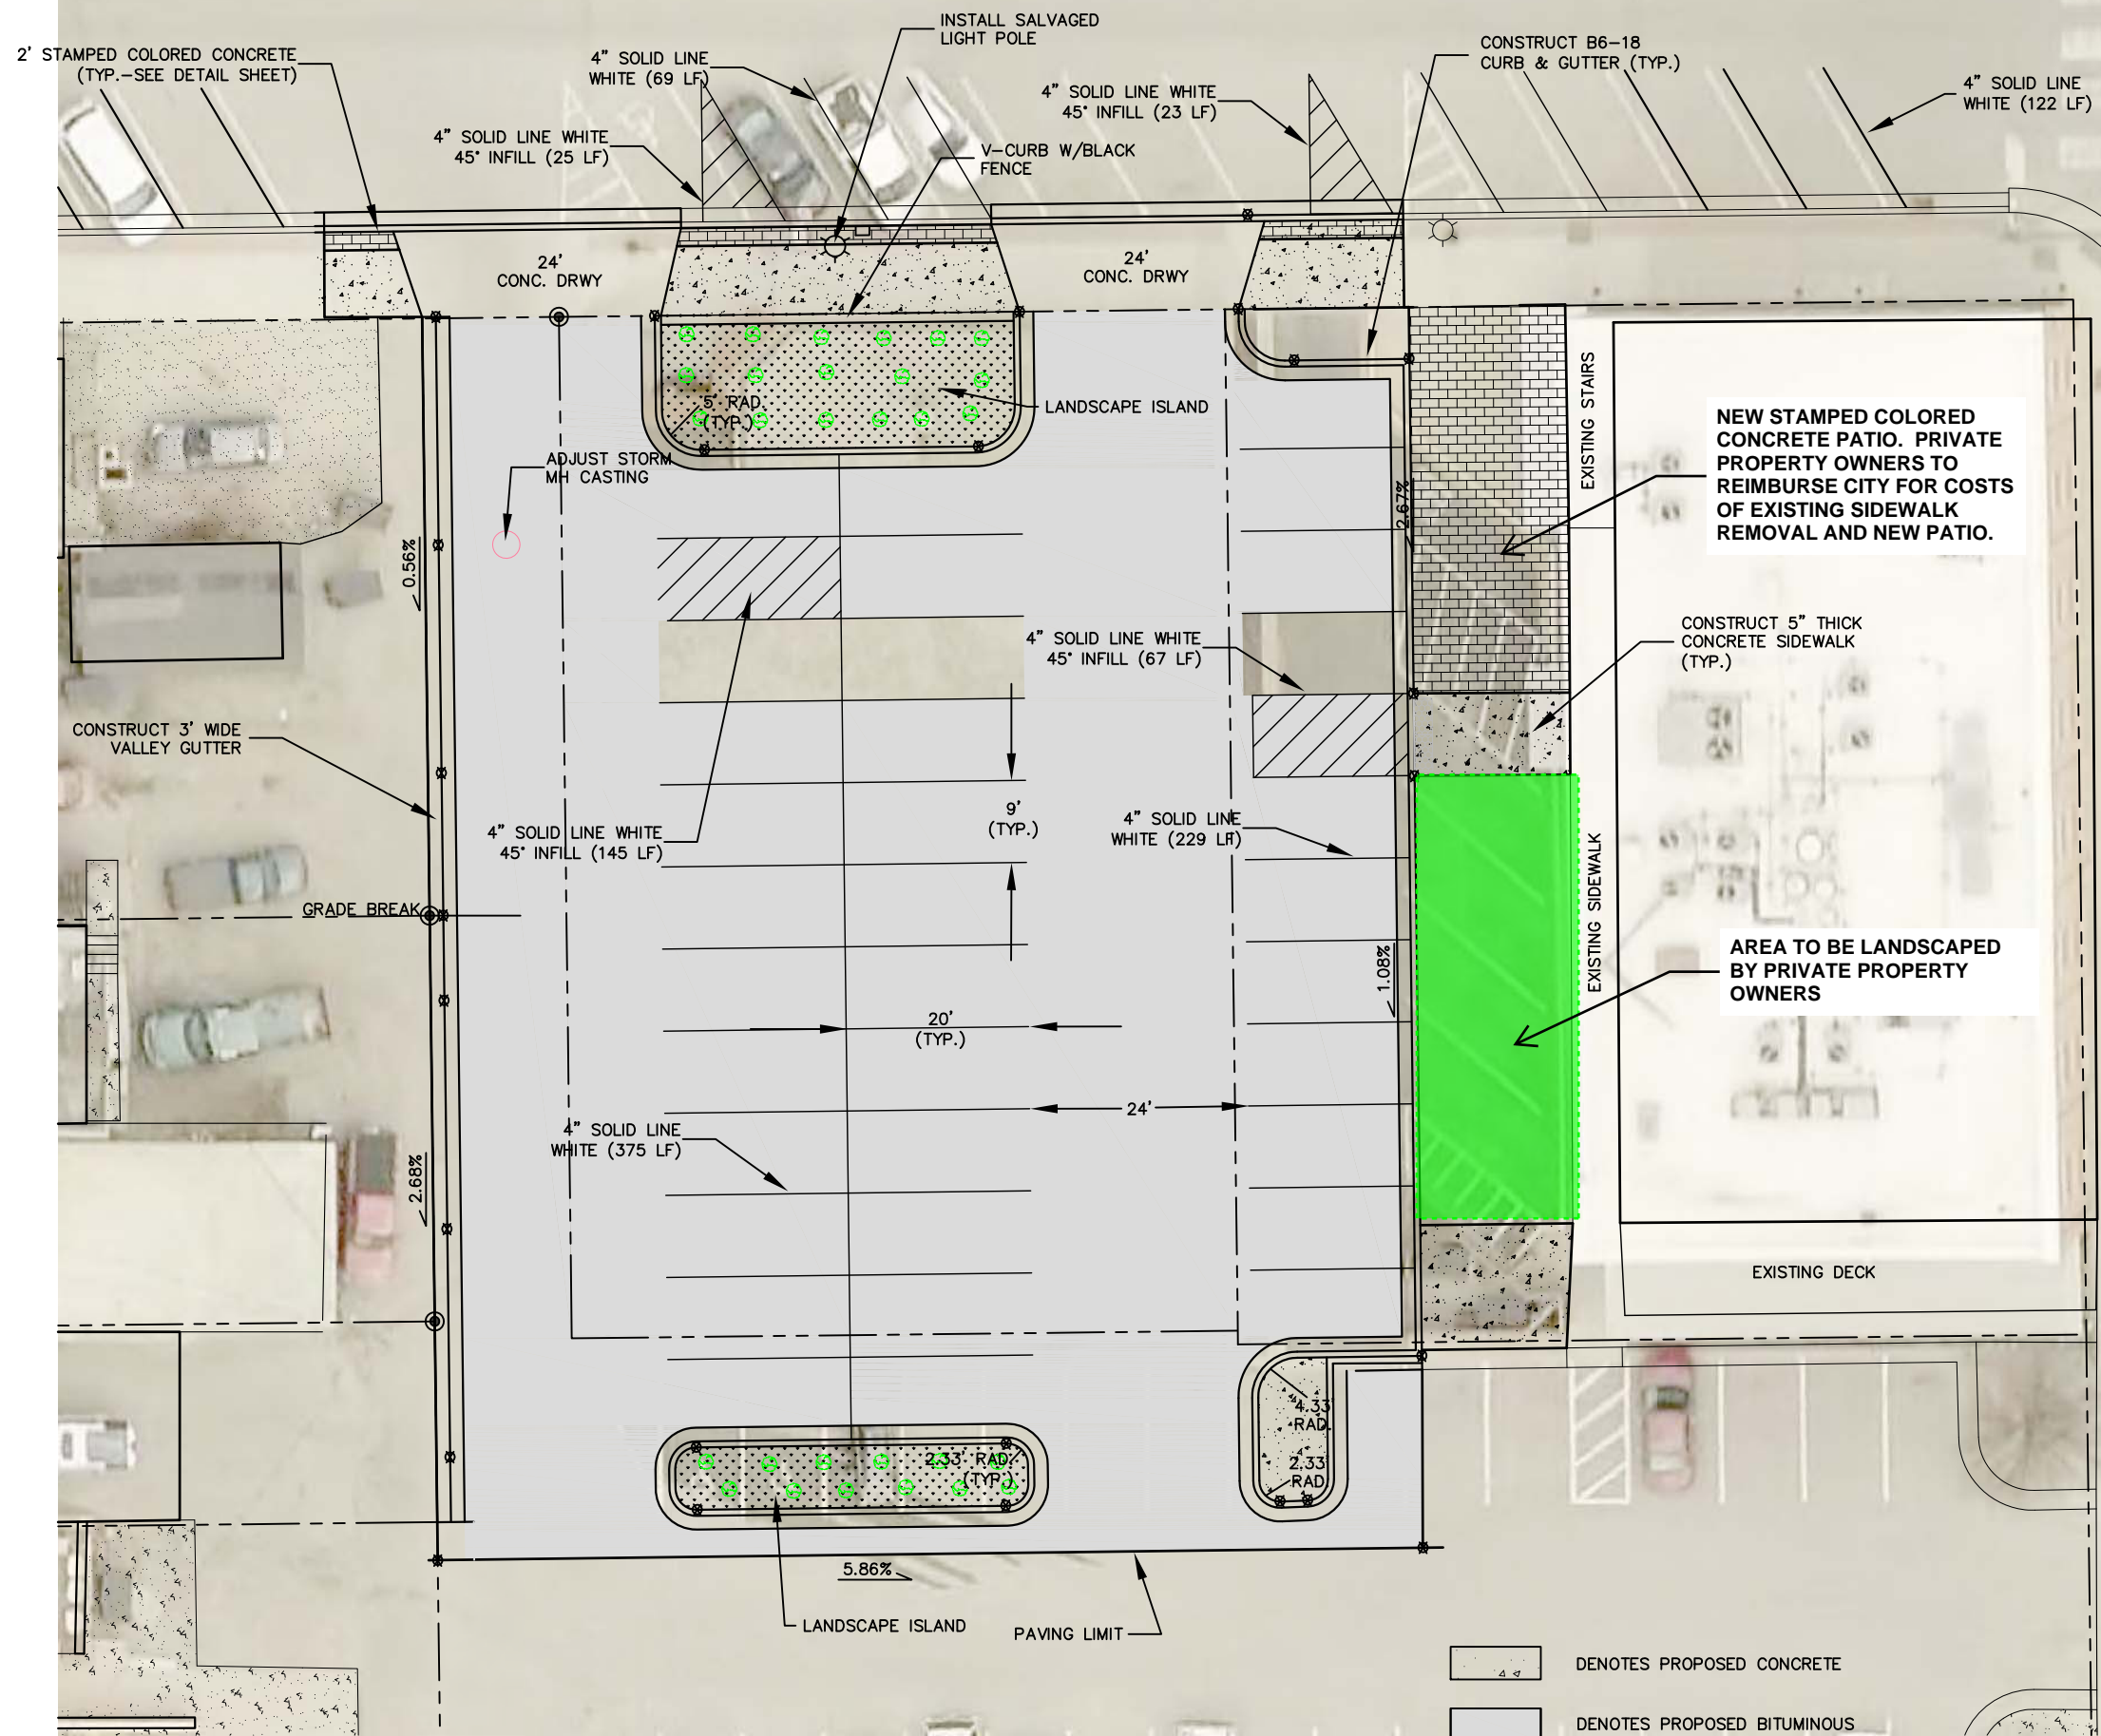 INSTALL SALVAGED
LIGHT POLE
2' STAMPED COLORED CONCRETE
(TYP.-SEE DETAIL SHEET)
4" SOLID LINE
WHITE (69 LF)
CONSTRUCT B6-18
CURB & GUTTER (TYP.)
4" SOLID LINE WHITE
45° INFILL (23 LF)
4" SOLID LINE
WHITE (122 LF)
4" SOLID LINE WHITE
45° INFILL (25 LF)
V-CURB W/BLACK
FENCE
24'
CONC. DRWY
24'
CONC. DRWY
5' RAD.
(TYP.)
LANDSCAPE ISLAND
EXISTING STAIRS
NEW STAMPED COLORED
CONCRETE PATIO. PRIVATE
PROPERTY OWNERS TO
REIMBURSE CITY FOR COSTS
OF EXISTING SIDEWALK
REMOVAL AND NEW PATIO.
ADJUST STORM
MH CASTING
2.67%
0.56%
4" SOLID LINE WHITE
45° INFILL (67 LF)
CONSTRUCT 5" THICK
CONCRETE SIDEWALK
(TYP.)
CONSTRUCT 3' WIDE
VALLEY GUTTER
9'
(TYP.)
4" SOLID LINE WHITE
45° INFILL (145 LF)
4" SOLID LINE
WHITE (229 LF)
EXISTING SIDEWALK
GRADE BREAK
1.08%
AREA TO BE LANDSCAPED
BY PRIVATE PROPERTY
OWNERS
20'
(TYP.)
24'
4" SOLID LINE
WHITE (375 LF)
2.68%
EXISTING DECK
4.33'
RAD.
2.33' RAD.
(TYP.)
2.33'
RAD.
5.86%
LANDSCAPE ISLAND
PAVING LIMIT
DENOTES PROPOSED CONCRETE
DENOTES PROPOSED BITUMINOUS